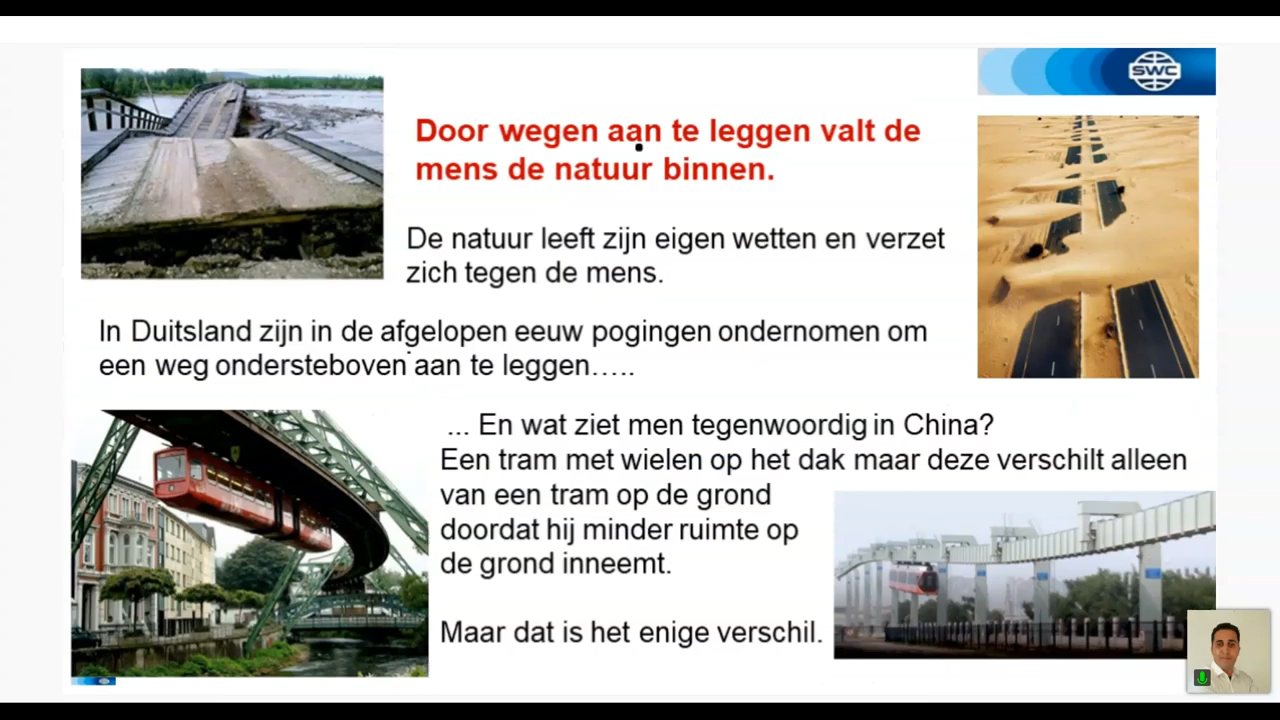 SWC
Door wegen aan te leggen valt de
mens de natuur binnen.
De natuur leeft zijn eigen wetten en verzet
zich tegen de mens.
In Duitsland zijn in de afgelopen eeuw pogingen ondernomen om
een weg ondersteboven aan te leggen…..
... En wat ziet men tegenwoordig in China?
Een tram met wielen op het dak maar deze verschilt alleen
van een tram op de grond
doordat hij minder ruimte op
de grond inneemt.
Maar dat is het enige verschil.